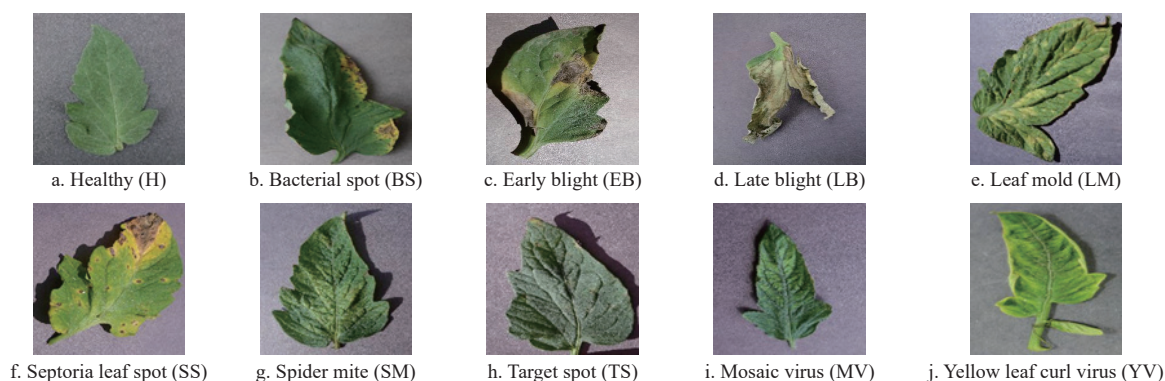 a. Healthy (H)
b. Bacterial spot (BS)
c. Early blight (EB)
d. Late blight (LB)
e. Leaf mold (LM)
f. Septoria leaf spot (SS)
g. Spider mite (SM)
h. Target spot (TS)
i. Mosaic virus (MV)
j. Yellow leaf curl virus (YV)